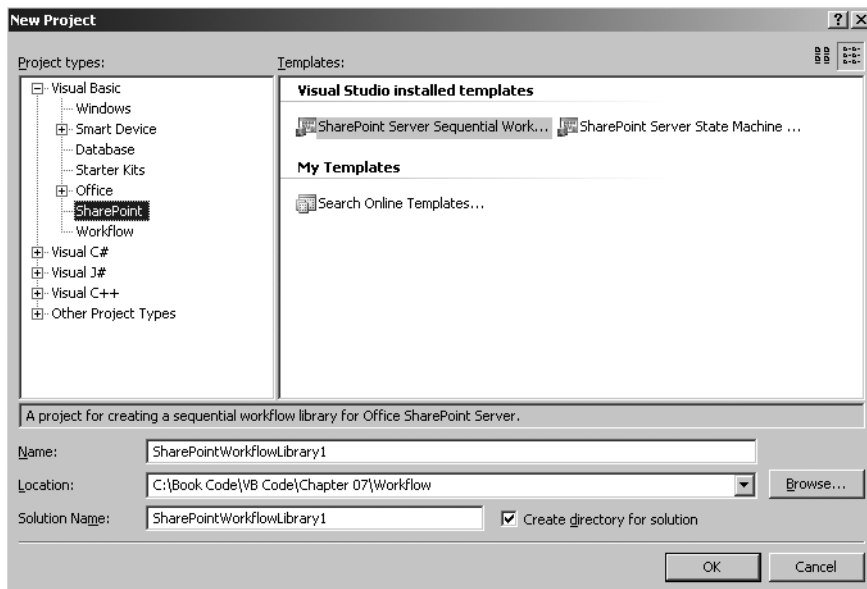 New Project
Project types:
Templates:
Visual Basic
Windows
Smart Device
Database
Starter Kits
Office
SharePoint
Workflow
Visual C#
Visual J#
Visual C++
Other Project Types
Visual Studio installed templates
SharePoint Server Sequential Work... SharePoint Server State Machine ...
My Templates
Search Online Templates...
A project for creating a sequential workflow library for Office SharePoint Server.
Name: SharePointWorkflowLibrary1
Location: C:\Book Code\VB Code\Chapter 07\Workflow Browse...
Solution Name: SharePointWorkflowLibrary1 Create directory for solution
OK Cancel